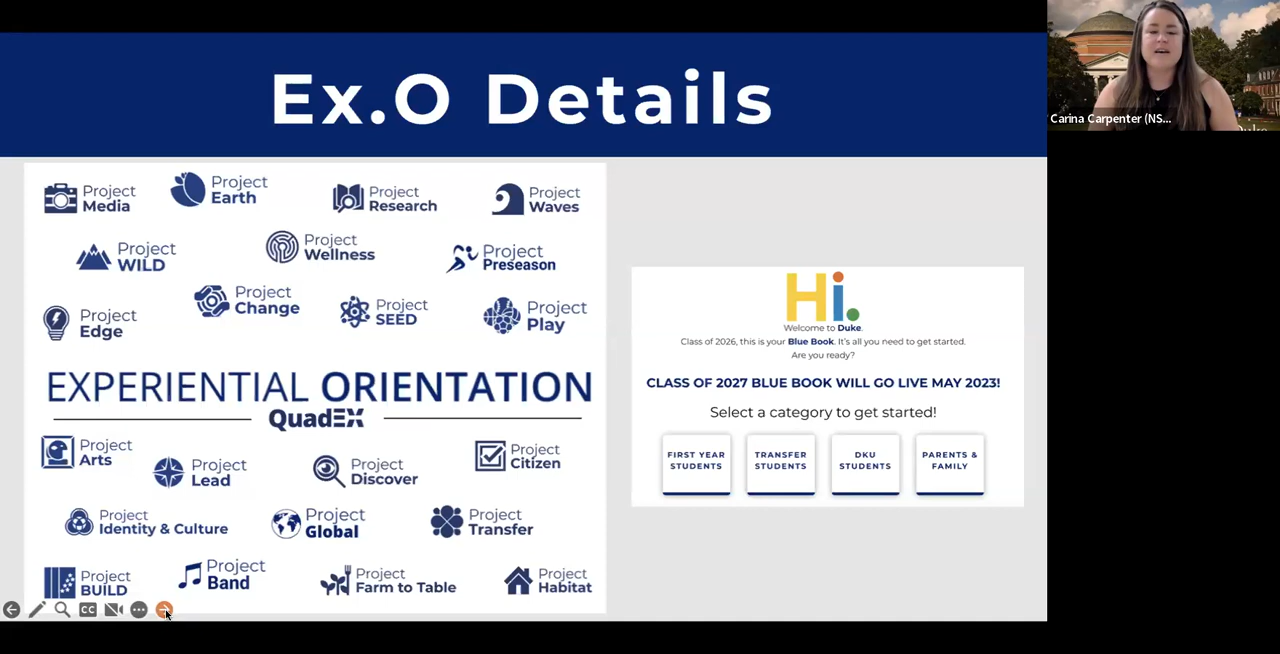 Ex.O Details
Carina Carpenter (NS...
Project
Media
Project
Earth
Project
Research
Project
Waves
Project
WILD
Project
Wellness
Project
Preseason
Project
Edge
Project
Change
Project
SEED
Project
Play
EXPERIENTIAL ORIENTATION
QuadEX
Project
Arts
Project
Lead
Project
Discover
Project
Citizen
Project
Identity & Culture
Project
Global
Project
Transfer
Project
BUILD
Project
Band
Project
Farm to Table
Project
Habitat
Hi.
Welcome to Duke.
Class of 2026, this is your Blue Book. It's all you need to get started.
Are you ready?
CLASS OF 2027 BLUE BOOK WILL GO LIVE MAY 2023!
Select a category to get started!
FIRST YEAR
STUDENTS
TRANSFER
STUDENTS
DKU
STUDENTS
PARENTS &
FAMILY
CC
Duke